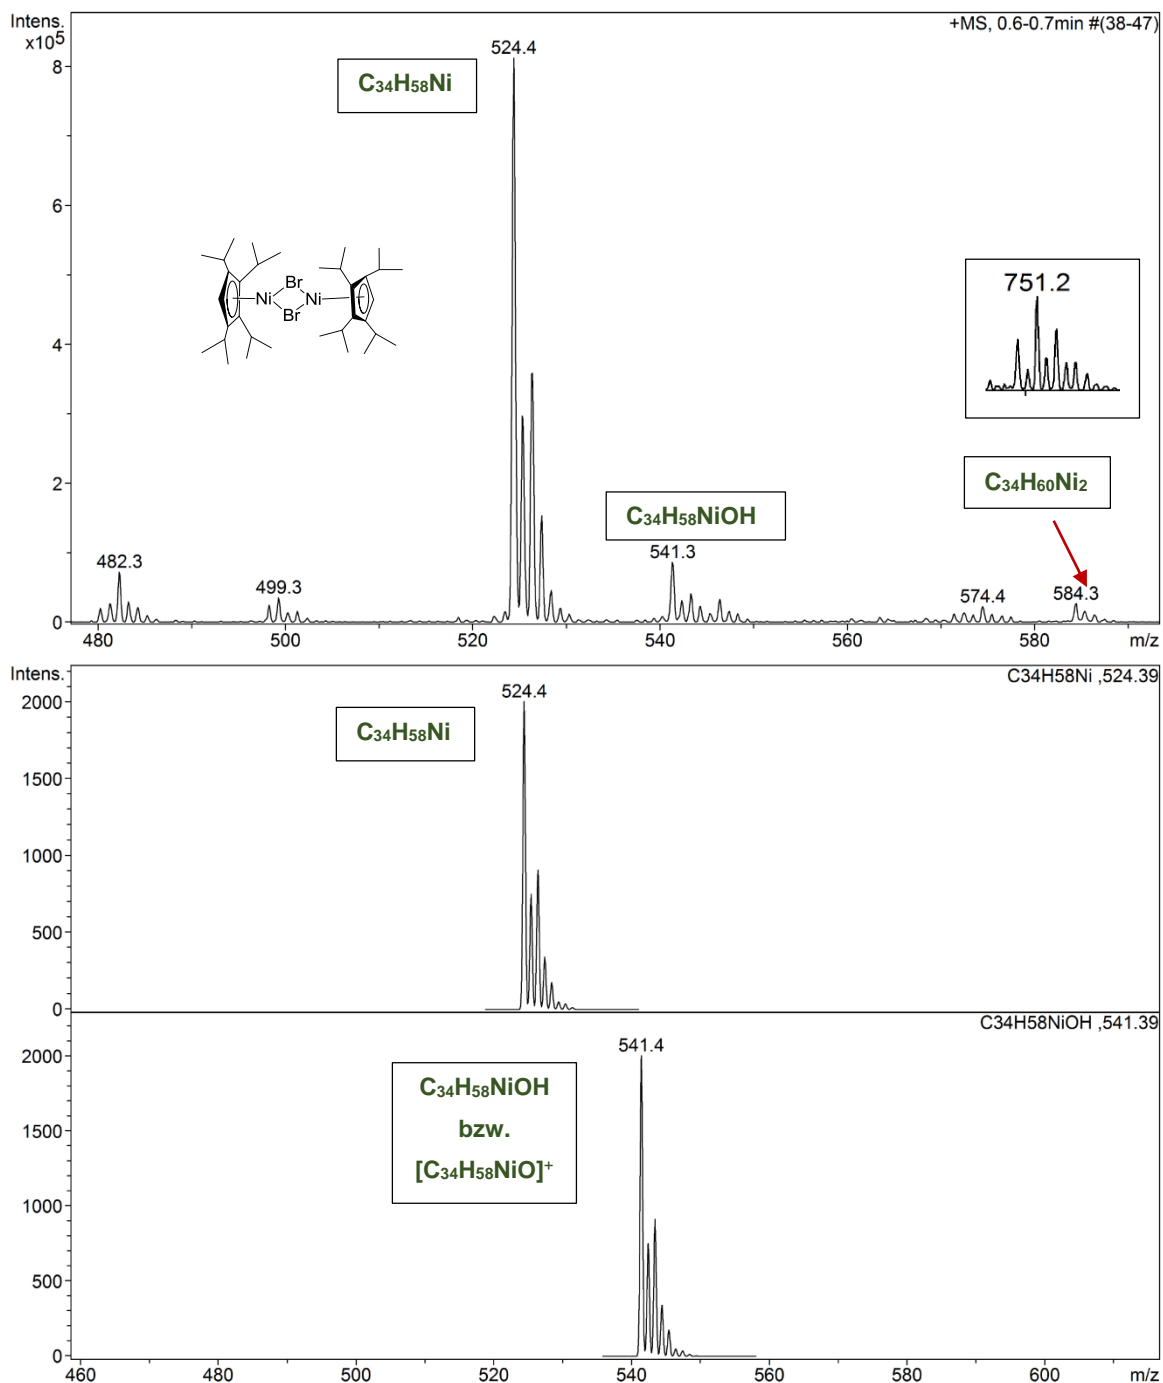 Intens.
x10⁵
+MS, 0.6-0.7min #(38-47)
524.4
C₃₄H₅₈Ni
8
6
Br
Ni
Ni
Br
751.2
4
C₃₄H₆₀Ni₂
2
C₃₄H₅₈NiOH
482.3
499.3
541.3
574.4
584.3
0
480
500
520
540
560
580
m/z
Intens.
C34H58Ni ,524.39
2000
524.4
C₃₄H₅₈Ni
1500
1000
500
0
C34H58NiOH ,541.39
2000
541.4
C₃₄H₅₈NiOH
bzw.
[C₃₄H₅₈NiO]⁺
1500
1000
500
0
460
480
500
520
540
560
580
600
m/z